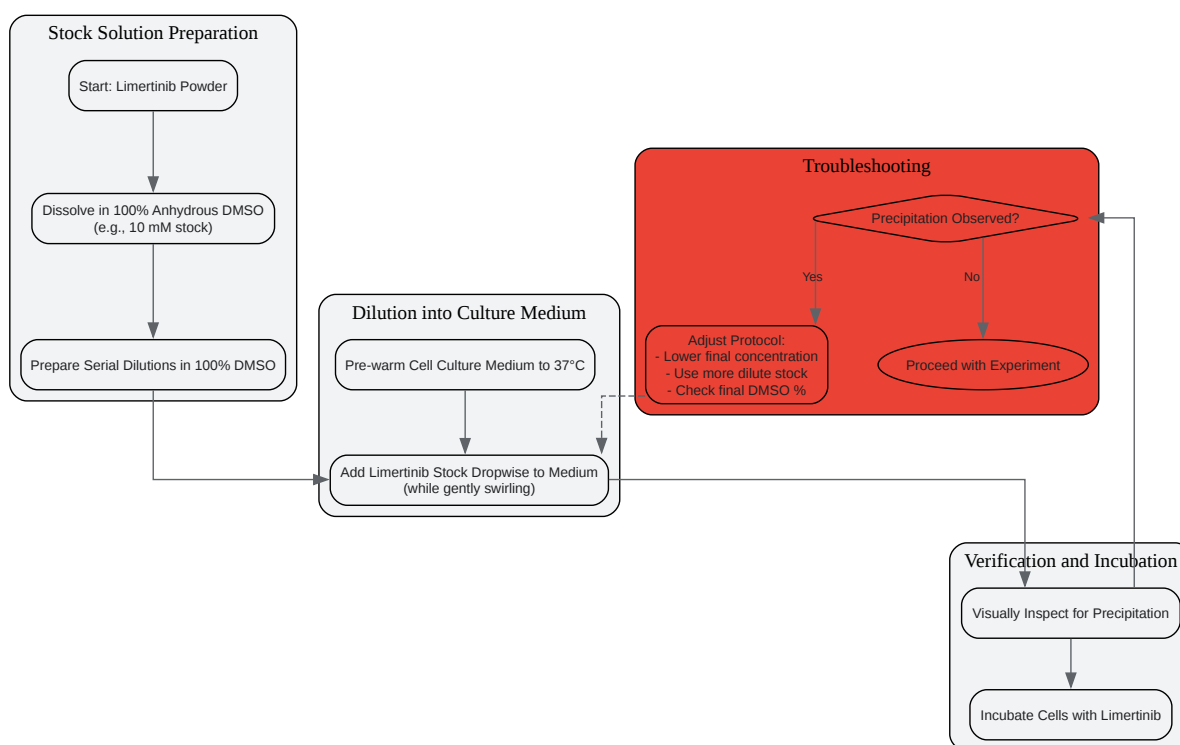 Stock Solution Preparation
Start: Limertinib Powder
Dissolve in 100% Anhydrous DMSO
(e.g., 10 mM stock)
Prepare Serial Dilutions in 100% DMSO
Dilution into Culture Medium
Pre-warm Cell Culture Medium to 37°C
Add Limertinib Stock Dropwise to Medium
(while gently swirling)
Troubleshooting
Precipitation Observed?
Yes
No
Adjust Protocol:
- Lower final concentration
- Use more dilute stock
- Check final DMSO %
Proceed with Experiment
Verification and Incubation
Visually Inspect for Precipitation
Incubate Cells with Limertinib